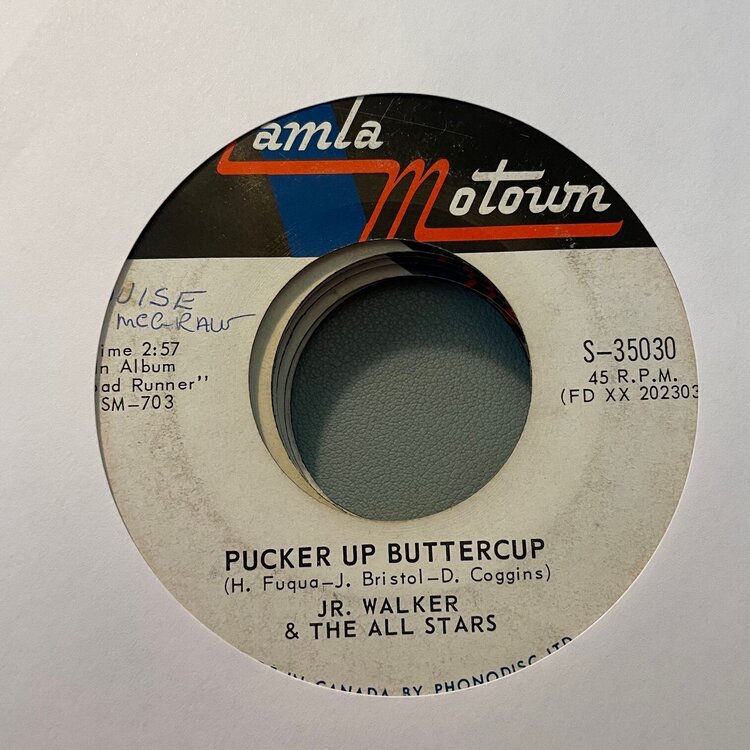 amla
Motown
UISE
MCGRAW
ime 2:57
n Album
oad Runner”
SM–703
S–35030
45 R.P.M.
(FD XX 202303
PUCKER UP BUTTERCUP
(H. Fuqua–J. Bristol–D. Coggins)
JR. WALKER
& THE ALL STARS
IN CANADA BY PHONODISC LTD